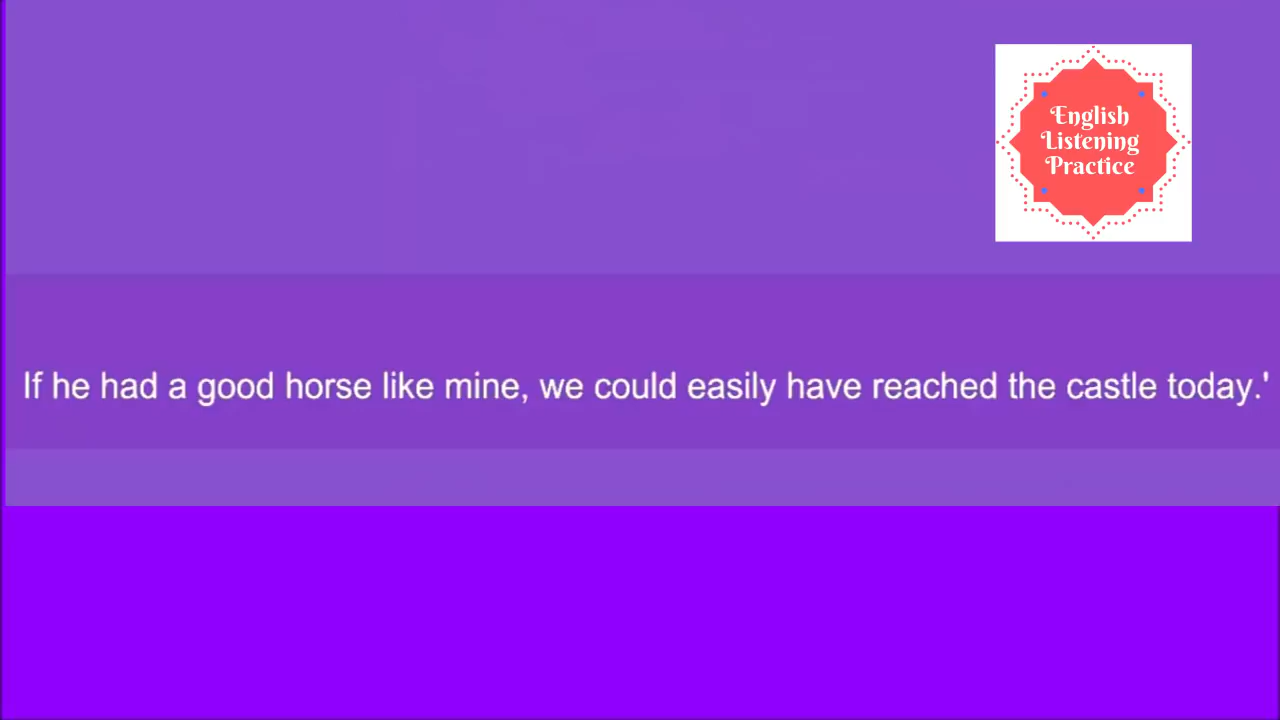 English
Listening
Practice
If he had a good horse like mine, we could easily have reached the castle today.'